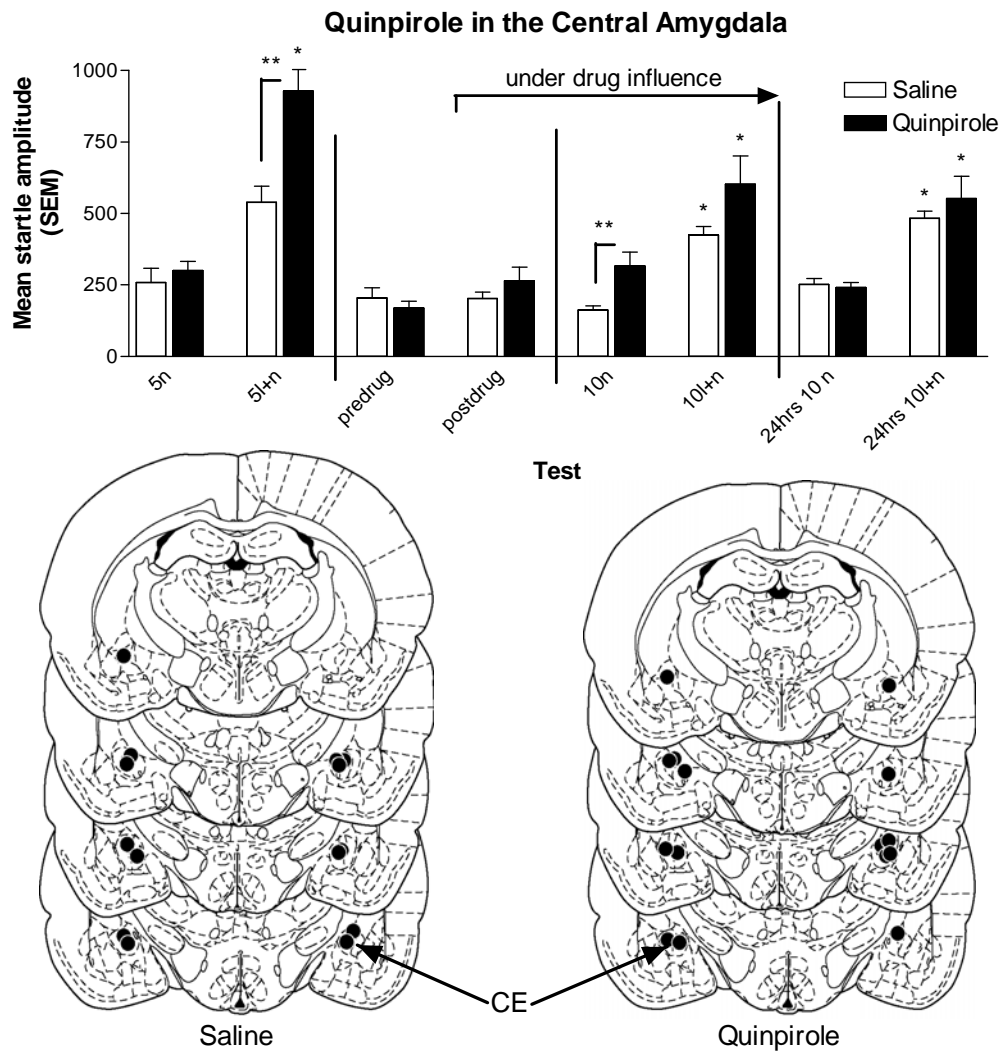 Quinpirole in the Central Amygdala
Mean startle amplitude
(SEM)
1000
750
500
250
0
** *
under drug influence
Saline
Quinpirole
**
* *
* *
5n
5l+n
predrug
postdrug
10n
10l+n
24hrs 10 n
24hrs 10l+n
Test
CE
Saline
Quinpirole